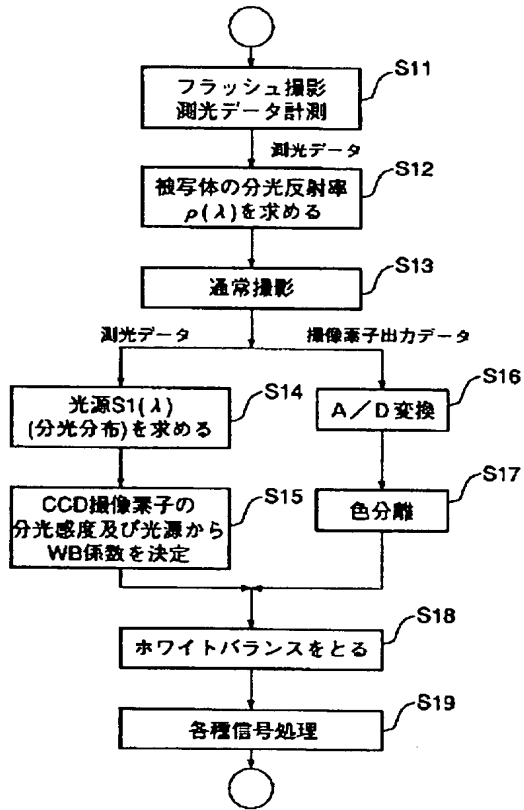 S11
フラッシュ撮影
測光データ計測
測光データ
S12
被写体の分光反射率
ρ(λ)を求める
S13
通常撮影
測光データ
撮像素子出力データ
S14
光源S1(λ)
(分光分布)を求める
S16
A/D変換
S15
CCD撮像素子の
分光感度及び光源から
WB係数を決定
S17
色分離
S18
ホワイトバランスをとる
S19
各種信号処理